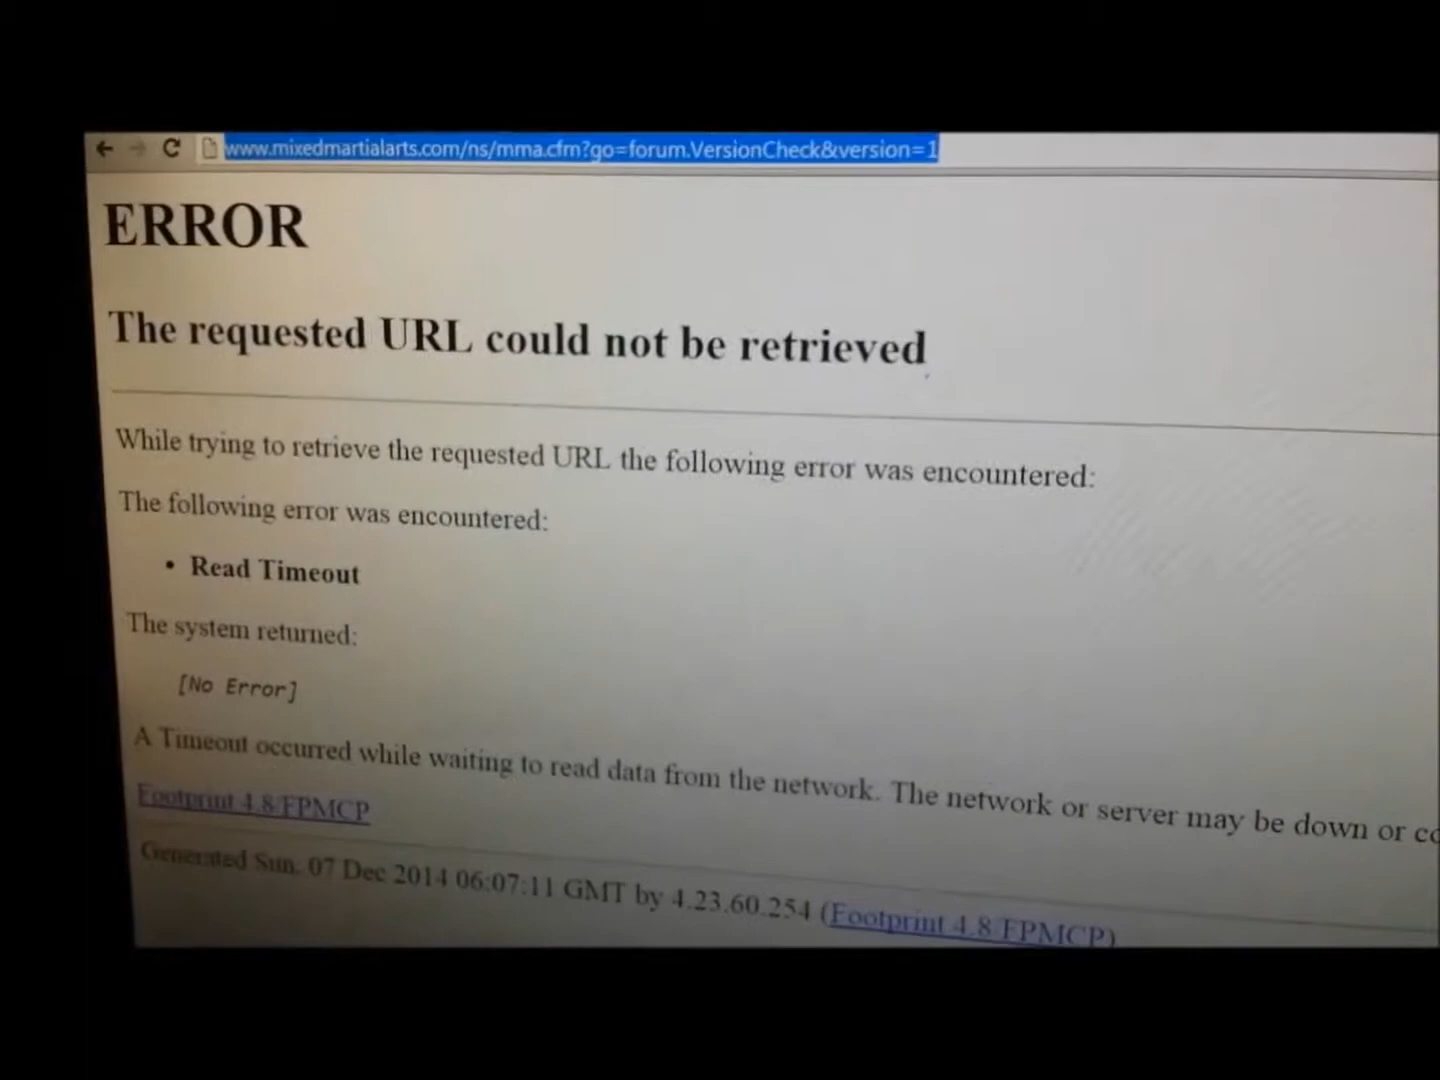 www.mixedmartialarts.com/ns/mma.cfm?go=forum.VersionCheck&version=1
ERROR
The requested URL could not be retrieved
While trying to retrieve the requested URL the following error was encountered:
The following error was encountered:
• Read Timeout
The system returned:
[No Error]
A Timeout occurred while waiting to read data from the network. The network or server may be down or
Footprint 4.8/FPMCP
Generated Sun, 07 Dec 2014 06:07:11 GMT by 4.23.60.254 (Footprint 4.8/FPMCP)